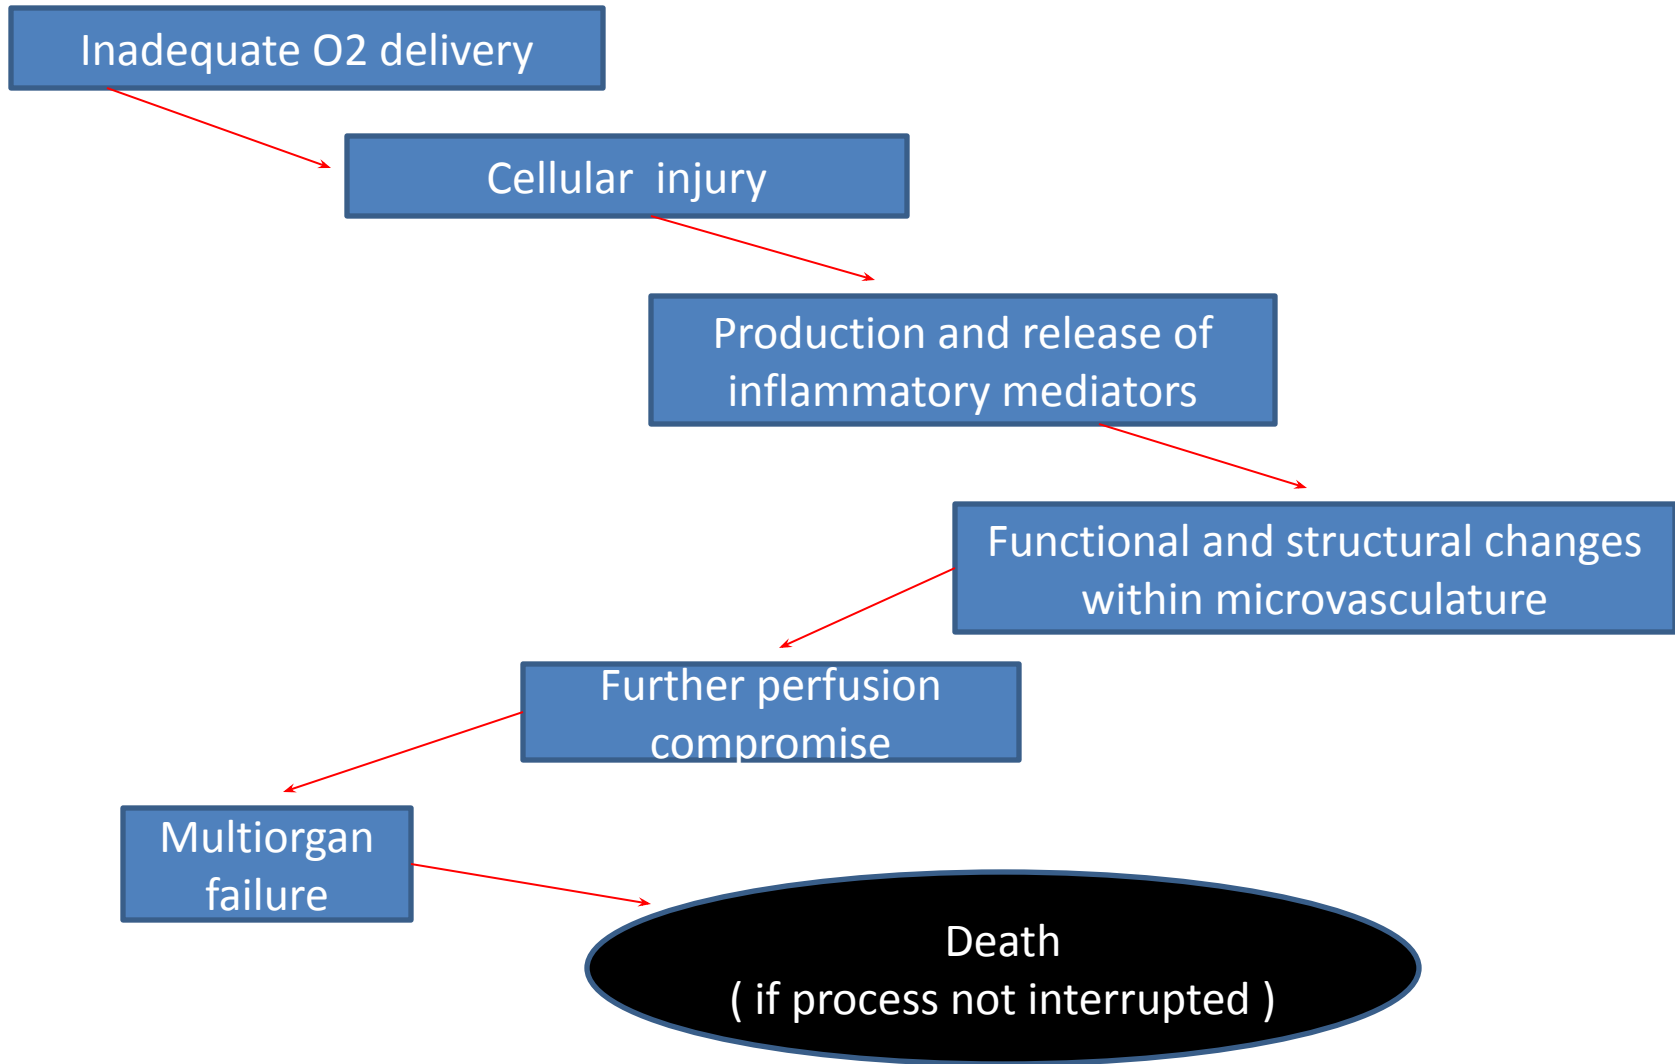 Inadequate O2 delivery
Cellular  injury
Production and release of
inflammatory mediators
Functional and structural changes
within microvasculature
Further perfusion
compromise
Multiorgan
failure
Death
( if process not interrupted )